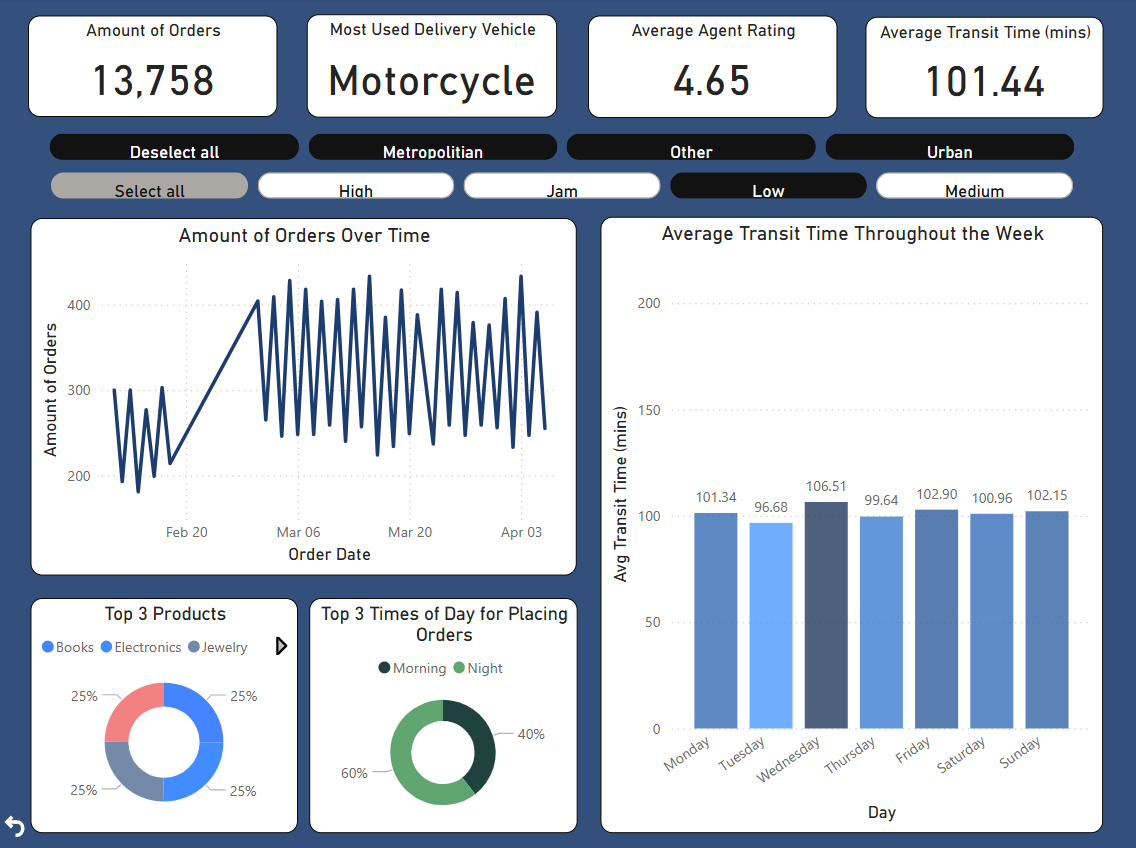 Amount of Orders
13,758
Most Used Delivery Vehicle
Motorcycle
Average Agent Rating
4.65
Average Transit Time (mins)
101.44
Deselect all
Metropolitian
Other
Urban
Select all
High
Jam
Low
Medium
Amount of Orders Over Time
Amount of Orders
400
300
200
Feb 20
Mar 06
Mar 20
Apr 03
Order Date
Average Transit Time Throughout the Week
Avg Transit Time (mins)
200
150
100
50
0
101.34
96.68
106.51
99.64
102.90
100.96
102.15
Monday
Tuesday
Wednesday
Thursday
Friday
Saturday
Sunday
Day
Top 3 Products
Books
Electronics
Jewelry
25%
25%
25%
25%
Top 3 Times of Day for Placing
Orders
Morning
Night
40%
60%